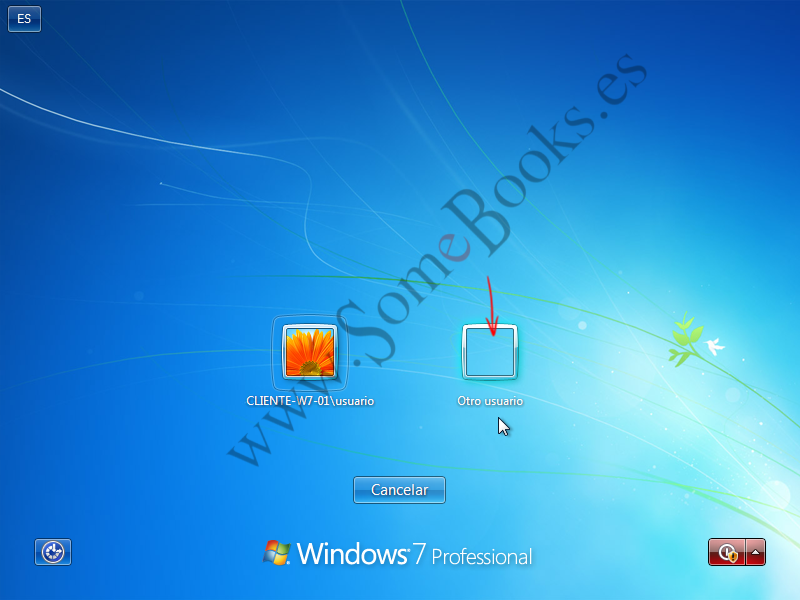 ES
www.SomeBooks.es
CLIENTE-W7-01\usuario
Otro usuario
Cancelar
Windows 7 Professional